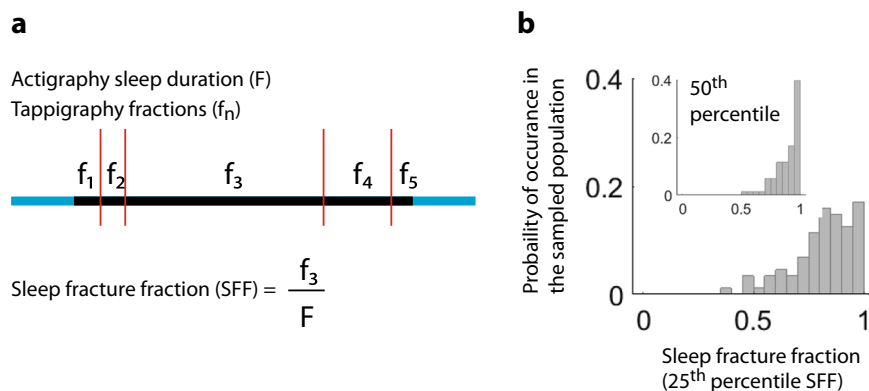 a
Actigraphy sleep duration (F)
Tappigraphy fractions (fn)
f1 f2 f3 f4 f5
Sleep fracture fraction (SFF) = f3
F
b
Probaility of occurance in
the sampled population
0.4
0.2
0
0 0.5 1
0.4
0.2
0
0 0.5 1
50th
percentile
Sleep fracture fraction
(25th percentile SFF)